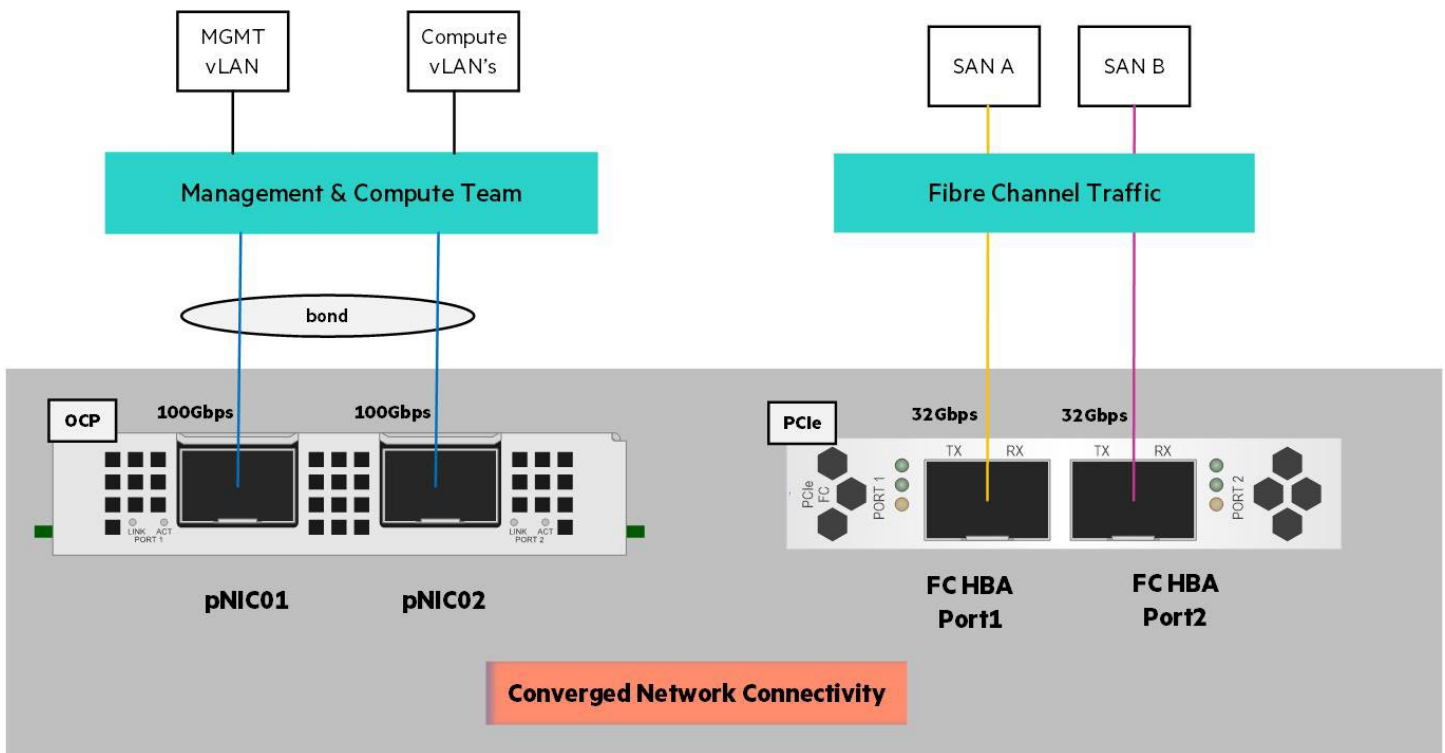 MGMT
vLAN
Compute
vLAN's
SAN A
SAN B
Management & Compute Team
Fibre Channel Traffic
bond
OCP
100Gbps
100Gbps
PCIe
32Gbps
32Gbps
TX
RX
TX
RX
PCIe
FC
PORT 1
PORT 2
LINK
ACT
PORT 1
LINK
ACT
PORT 2
pNIC01
pNIC02
FC HBA
Port1
FC HBA
Port2
Converged Network Connectivity